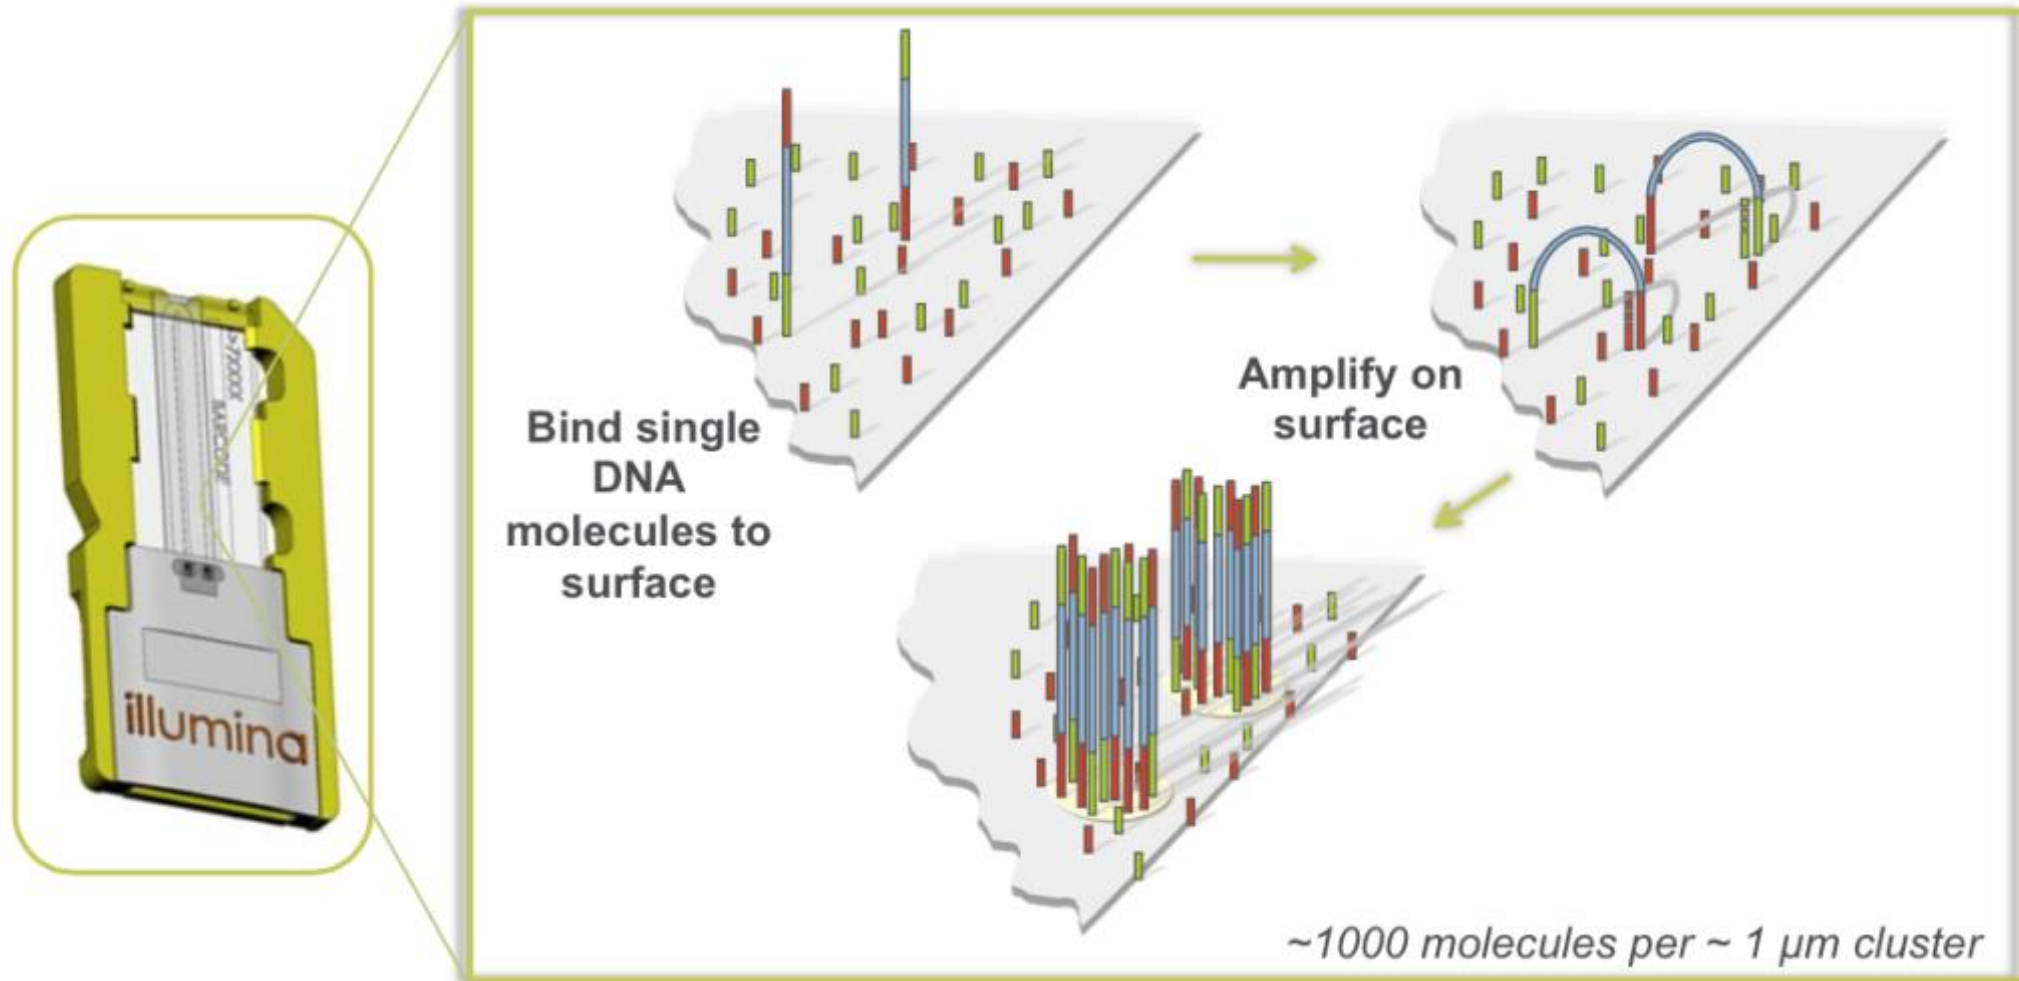 illumina
BARCODE
Bind single
DNA
molecules to
surface
Amplify on
surface
~1000 molecules per ~ 1 µm cluster